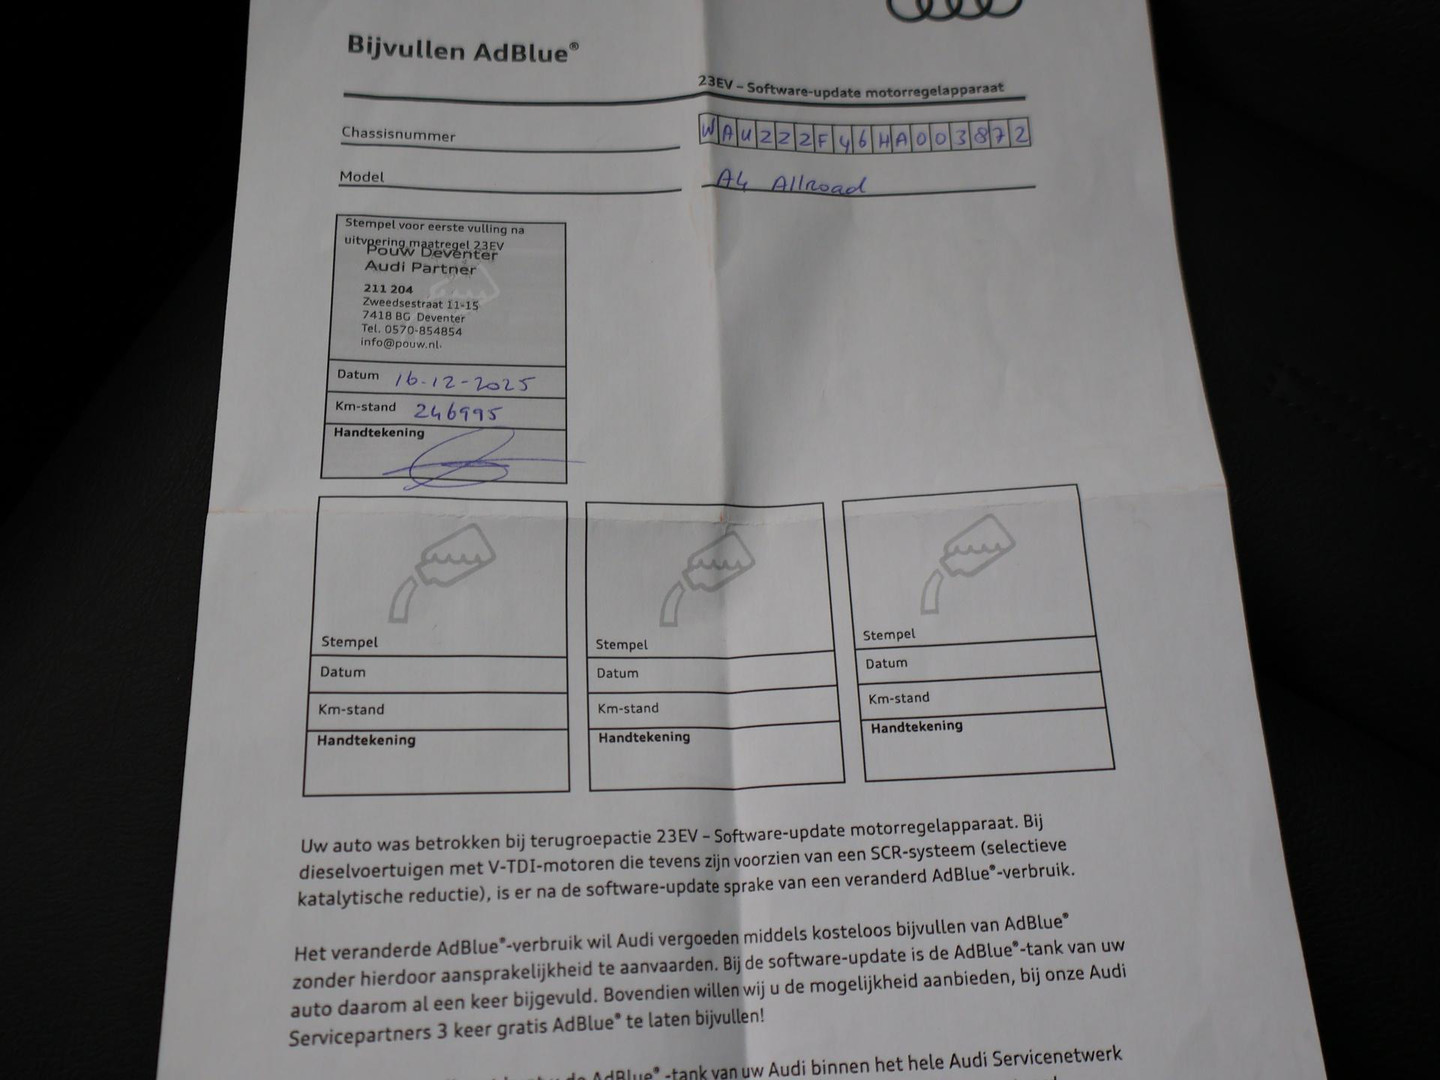 Bijvullen AdBlue®
23EV – Software-update motorregelapparaat
Chassisnummer WAUZZZF46HA003872
Model A4 Allroad
Stempel voor eerste vulling na
uitvoering maatregel 23EV
Pouw Deventer
Audi Partner
211 204
Zweedsestraat 11-15
7418 BG Deventer
Tel. 0570-854854
info@pouw.nl
Datum 16-12-2025
Km-stand 246995
Handtekening
Stempel Stempel Stempel
Datum Datum Datum
Km-stand Km-stand Km-stand
Handtekening Handtekening Handtekening
Uw auto was betrokken bij terugroepactie 23EV – Software-update motorregelapparaat. Bij
dieselvoertuigen met V-TDI-motoren die tevens zijn voorzien van een SCR-systeem (selectieve
katalytische reductie), is er na de software-update sprake van een veranderd AdBlue®-verbruik.
Het veranderde AdBlue®-verbruik wil Audi vergoeden middels kosteloos bijvullen van AdBlue®
zonder hierdoor aansprakelijkheid te aanvaarden. Bij de software-update is de AdBlue®-tank van uw
auto daarom al een keer bijgevuld. Bovendien willen wij u de mogelijkheid aanbieden, bij onze Audi
Servicepartners 3 keer gratis AdBlue® te laten bijvullen!
de AdBlue® -tank van uw Audi binnen het hele Audi Servicenetwerk